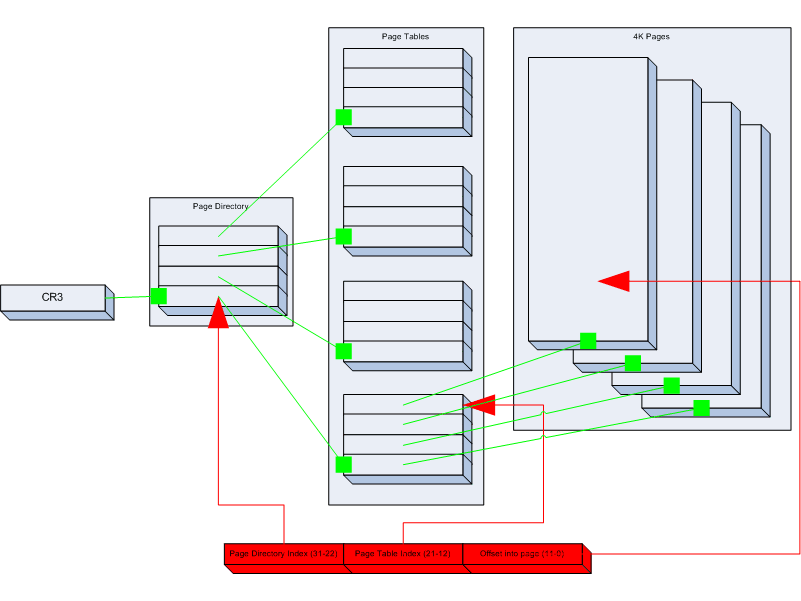 Page Tables
4K Pages
Page Directory
CR3
Page Directory Index (31-22)
Page Table Index (21-12)
Offset into page (11-0)